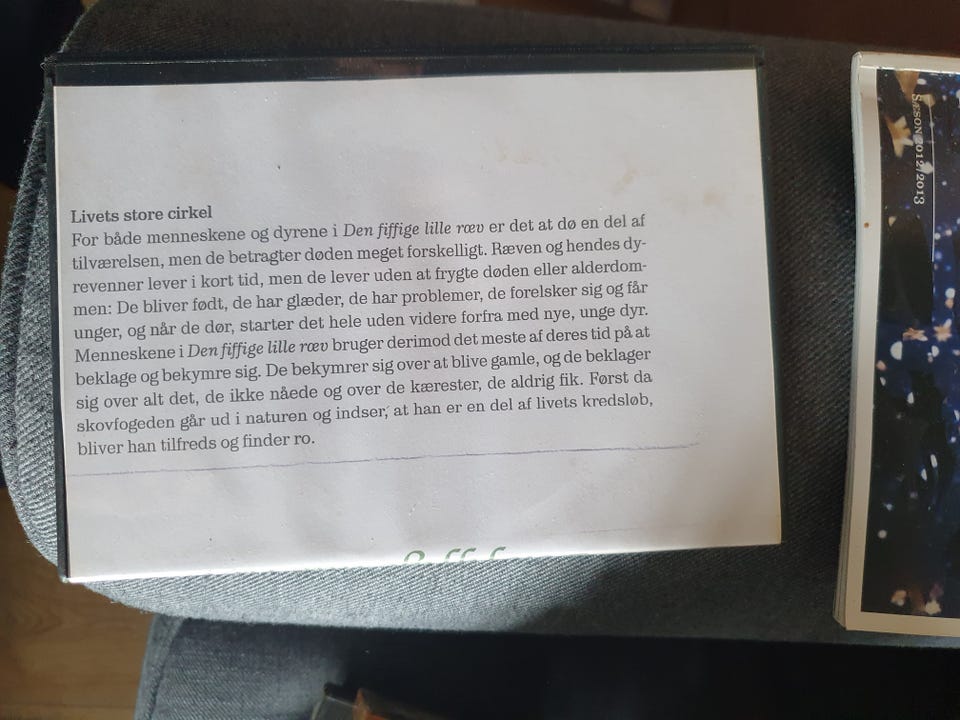 Livets store cirkel
For både menneskene og dyrene i Den fiffige lille ræv er det at dø en del af
tilværelsen, men de betragter døden meget forskelligt. Ræven og hendes dy-
revenner lever i kort tid, men de lever uden at frygte døden eller alderdom-
men: De bliver født, de har glæder, de har problemer, de forelsker sig og får
unger, og når de dør, starter det hele uden videre forfra med nye, unge dyr.
Menneskene i Den fiffige lille ræv bruger derimod det meste af deres tid på at
beklage og bekymre sig. De bekymrer sig over at blive gamle, og de beklager
sig over alt det, de ikke nåede og over de kærester, de aldrig fik. Først da
skovfogeden går ud i naturen og indser, at han er en del af livets kredsløb,
bliver han tilfreds og finder ro.
SÆSON 2012/2013